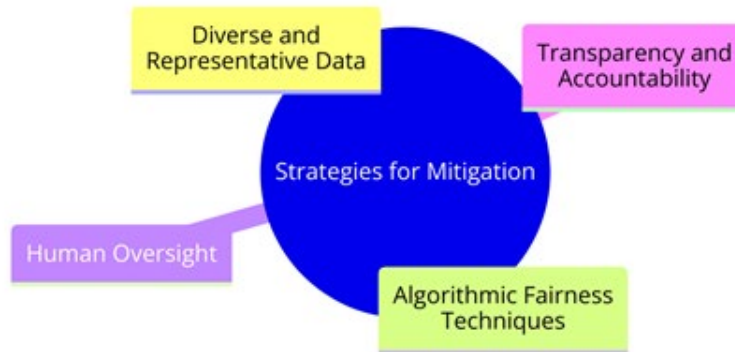 Diverse and
Representative Data
Transparency and
Accountability
Strategies for Mitigation
Human Oversight
Algorithmic Fairness
Techniques